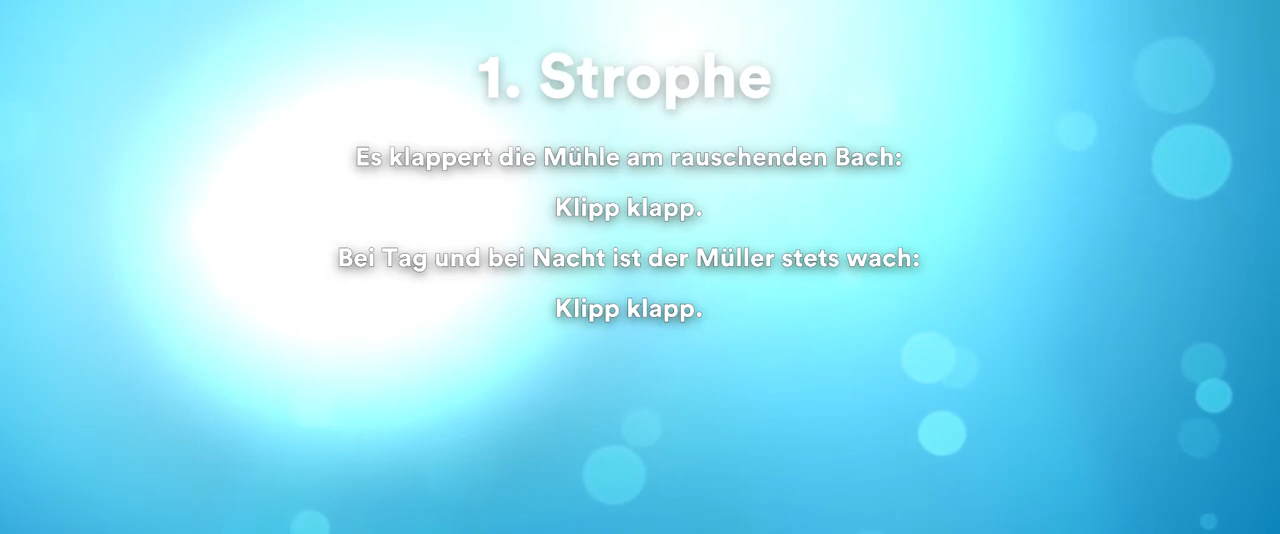 1. Strophe
Es klappert die Mühle am rauschenden Bach:
Klipp klapp.
Bei Tag und bei Nacht ist der Müller stets wach:
Klipp klapp.